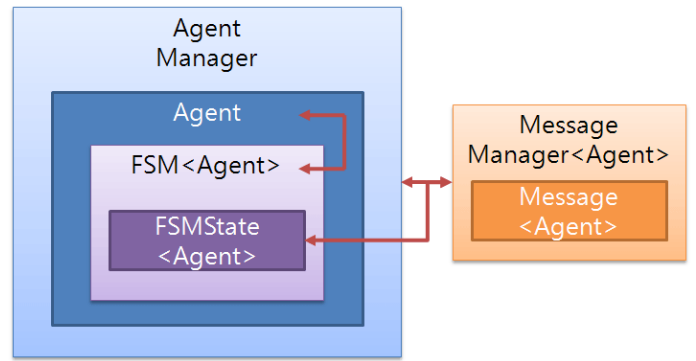 Agent
Manager
Agent
FSM<Agent>
FSMState
<Agent>
Message
Manager<Agent>
Message
<Agent>